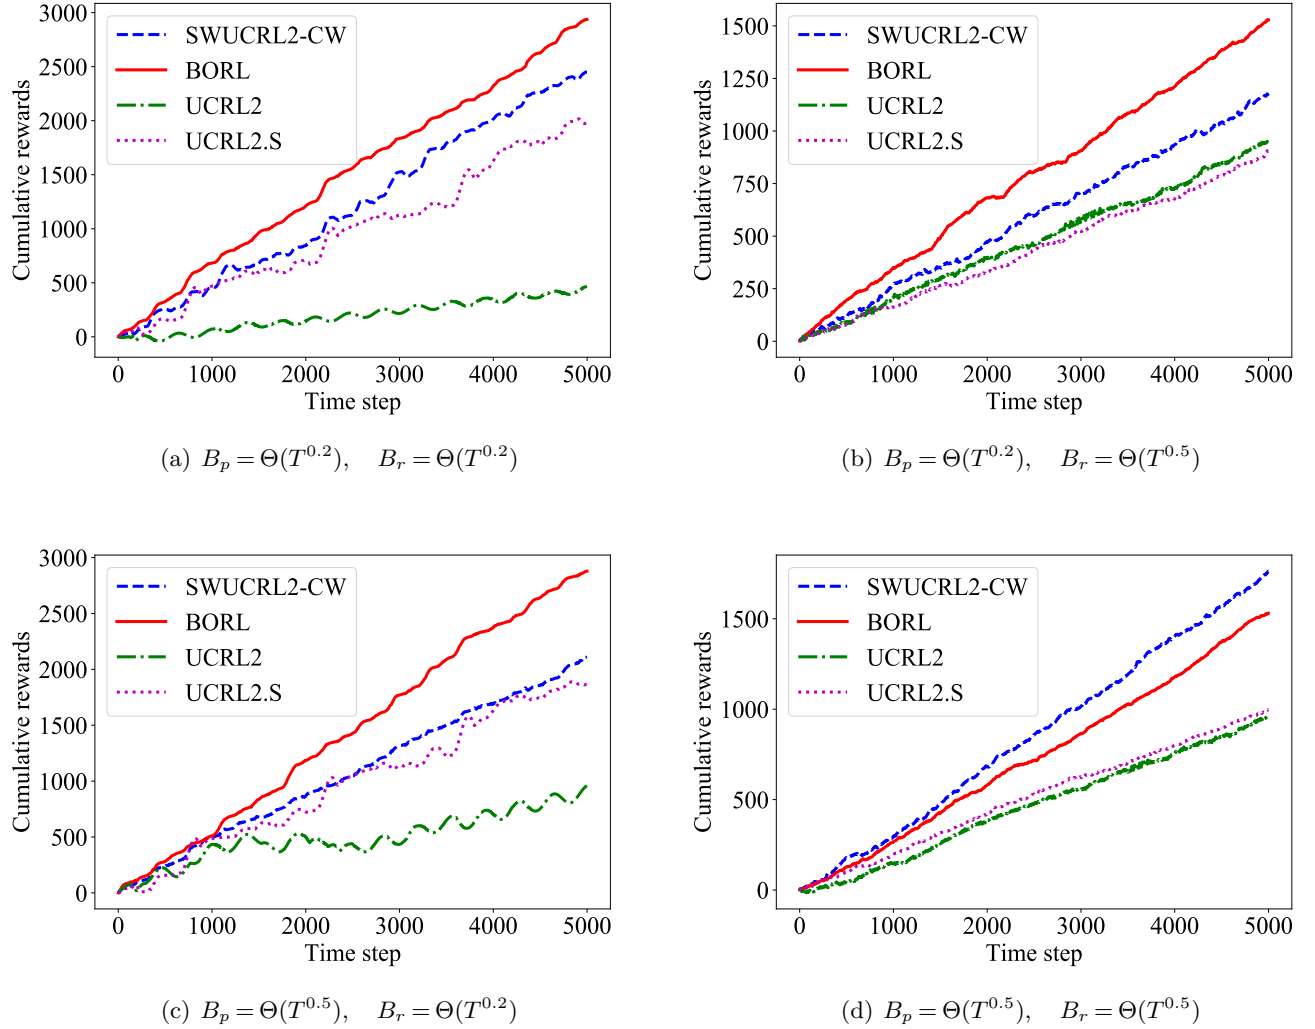 3000
2500
2000
1500
1000
500
0
Cumulative rewards
SWUCRL2-CW
BORL
UCRL2
UCRL2.S
0 1000 2000 3000 4000 5000
Time step
(a) B_p = Θ(T^{0.2}), B_r = Θ(T^{0.2})
1500
1250
1000
750
500
250
0
Cumulative rewards
SWUCRL2-CW
BORL
UCRL2
UCRL2.S
0 1000 2000 3000 4000 5000
Time step
(b) B_p = Θ(T^{0.2}), B_r = Θ(T^{0.5})
3000
2500
2000
1500
1000
500
0
Cumulative rewards
SWUCRL2-CW
BORL
UCRL2
UCRL2.S
0 1000 2000 3000 4000 5000
Time step
(c) B_p = Θ(T^{0.5}), B_r = Θ(T^{0.2})
1500
1000
500
0
Cumulative rewards
SWUCRL2-CW
BORL
UCRL2
UCRL2.S
0 1000 2000 3000 4000 5000
Time step
(d) B_p = Θ(T^{0.5}), B_r = Θ(T^{0.5})